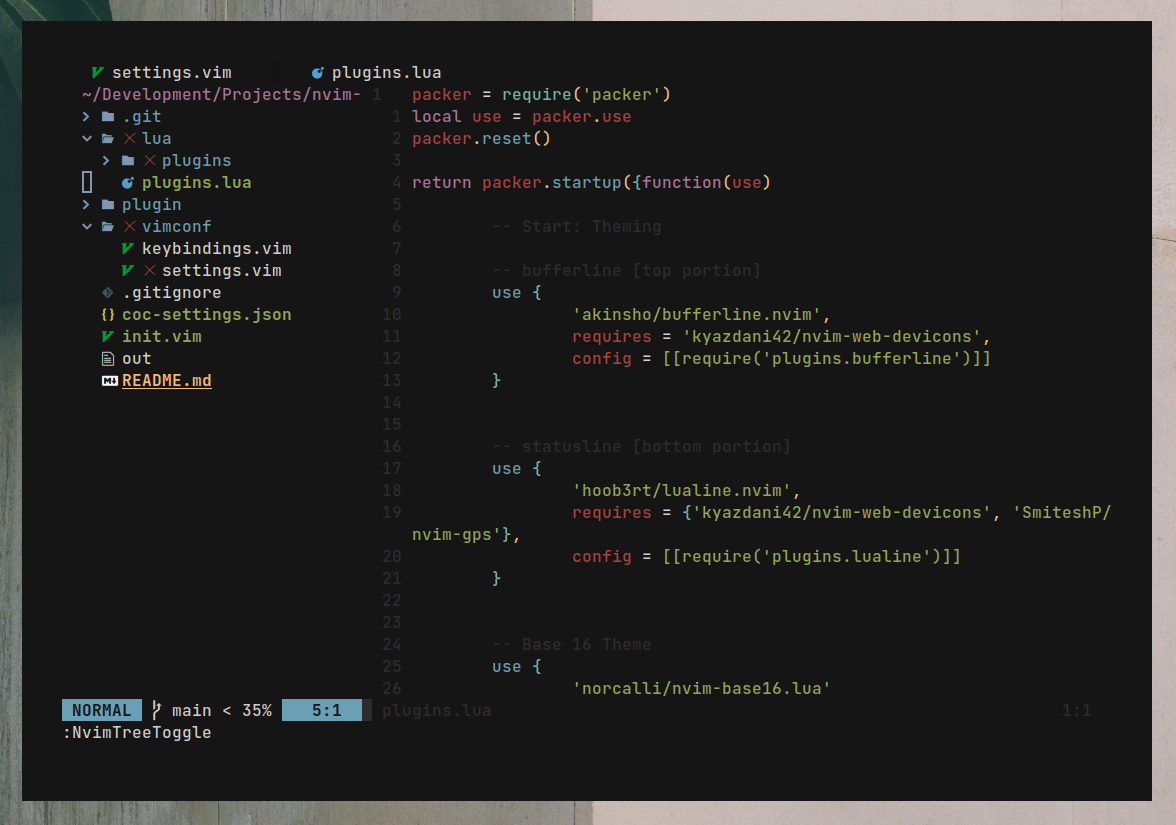 settings.vim plugins.lua
~/Development/Projects/nvim-
> .git
lua
> plugins
plugins.lua
> plugin
vimconf
keybindings.vim
settings.vim
.gitignore
{} coc-settings.json
init.vim
out
README.md
1 packer = require('packer')
1 local use = packer.use
2 packer.reset()
3
4 return packer.startup({function(use)
5
6 -- Start: Theming
7
8 -- bufferline [top portion]
9 use {
10 'akinsho/bufferline.nvim',
11 requires = 'kyazdani42/nvim-web-devicons',
12 config = [[require('plugins.bufferline')]]
13 }
14
15
16 -- statusline [bottom portion]
17 use {
18 'hoob3rt/lualine.nvim',
19 requires = {'kyazdani42/nvim-web-devicons', 'SmiteshP/
nvim-gps'},
20 config = [[require('plugins.lualine')]]
21 }
22
23
24 -- Base 16 Theme
25 use {
26 'norcalli/nvim-base16.lua'
NORMAL main < 35% 5:1 plugins.lua 1:1
:NvimTreeToggle